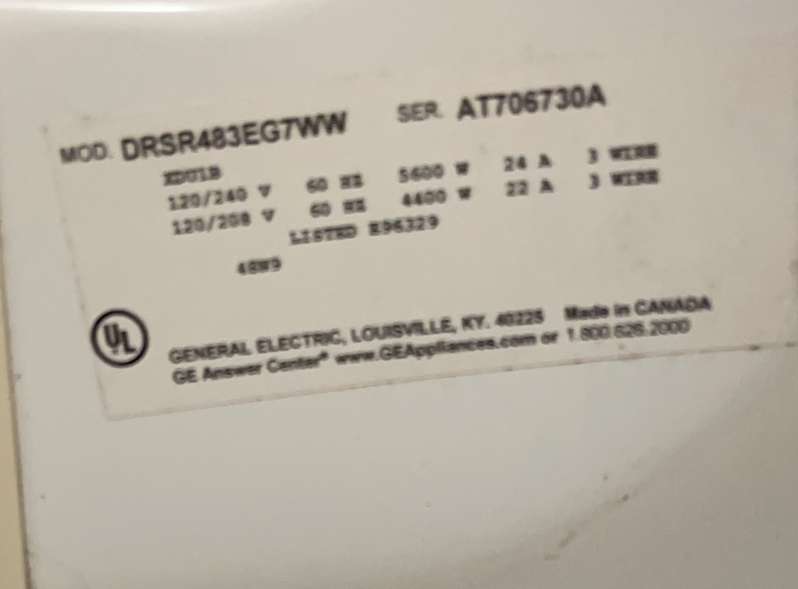 MOD. DRSR483EG7WW SER. AT706730A
120/240 V 60 HZ 5600 W 24 A 3 WIRE
120/208 V 60 HZ 4400 W 22 A 3 WIRE
LISTED E96329
48W9
UL
GENERAL ELECTRIC, LOUISVILLE, KY. 40225 Made in CANADA
GE Answer Center® www.GEAppliances.com or 1.800.626.2000